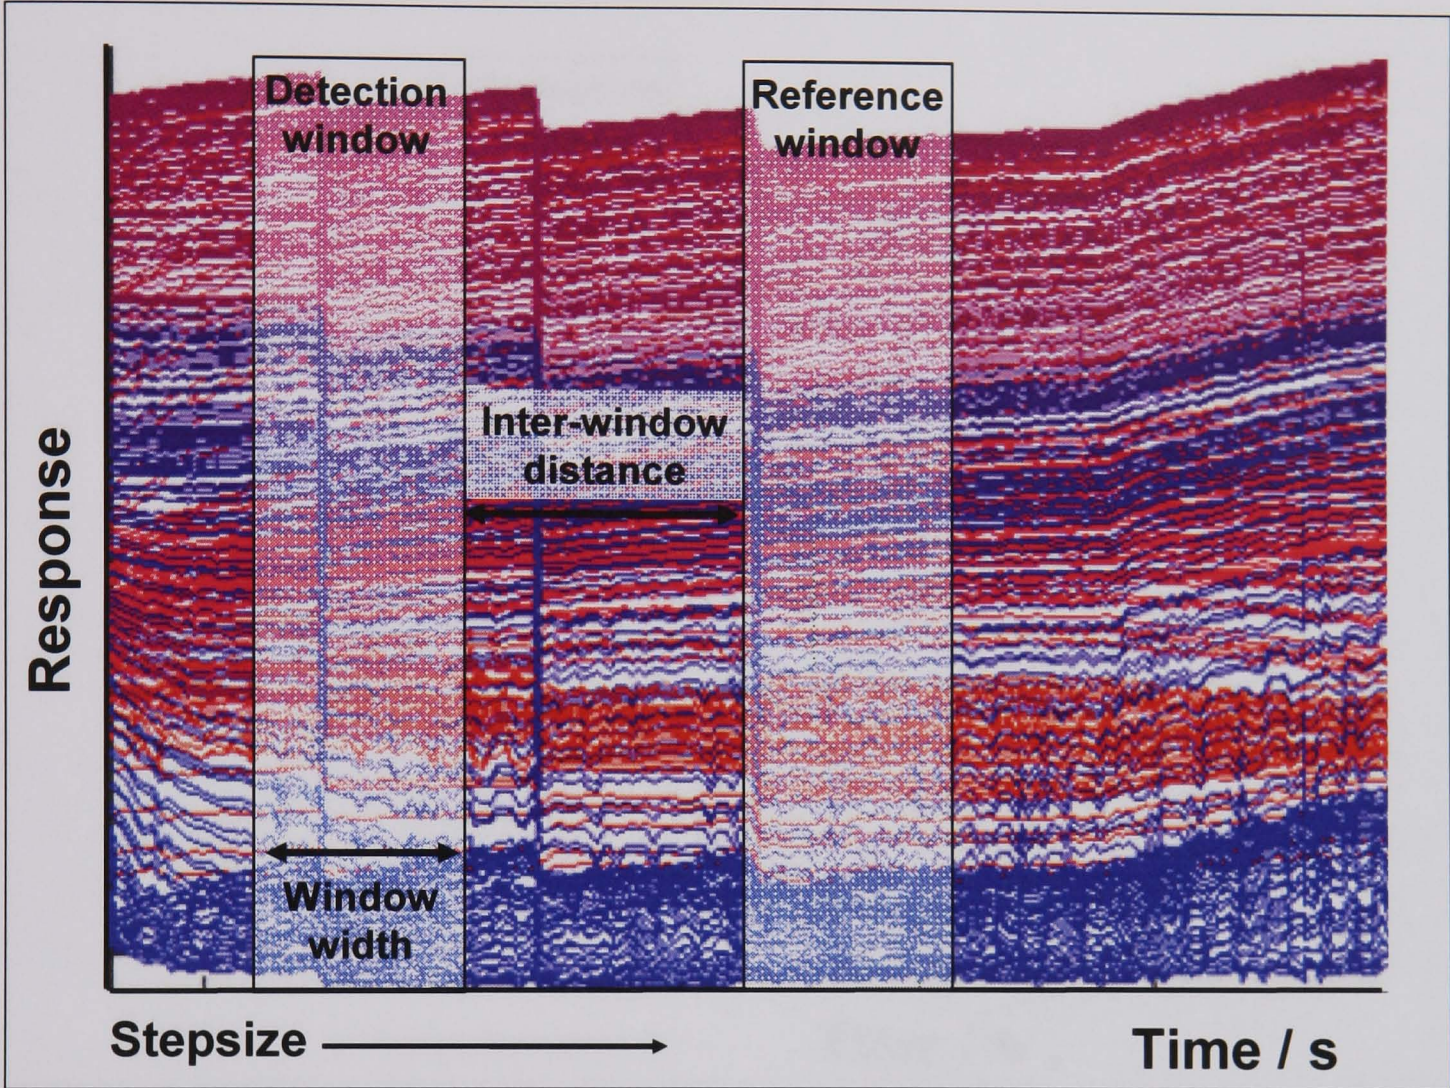 Detection
window
Reference
window
Inter-window
distance
Response
Window
width
Stepsize
Time / s